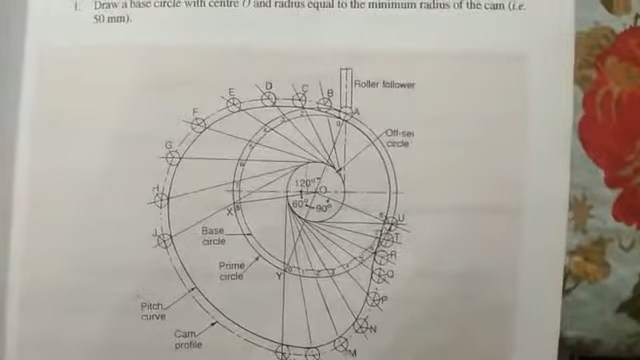 1. Draw a base circle with centre O and radius equal to the minimum radius of the cam (i.e.
50 mm).
Roller follower
A
B
C
D
E
F
G
H
J
Off-set
circle
120°
O
60°
90°
X
Base
circle
Prime
circle
Y
U
T
R
Q
P
N
M
Pitch
curve
Cam
profile